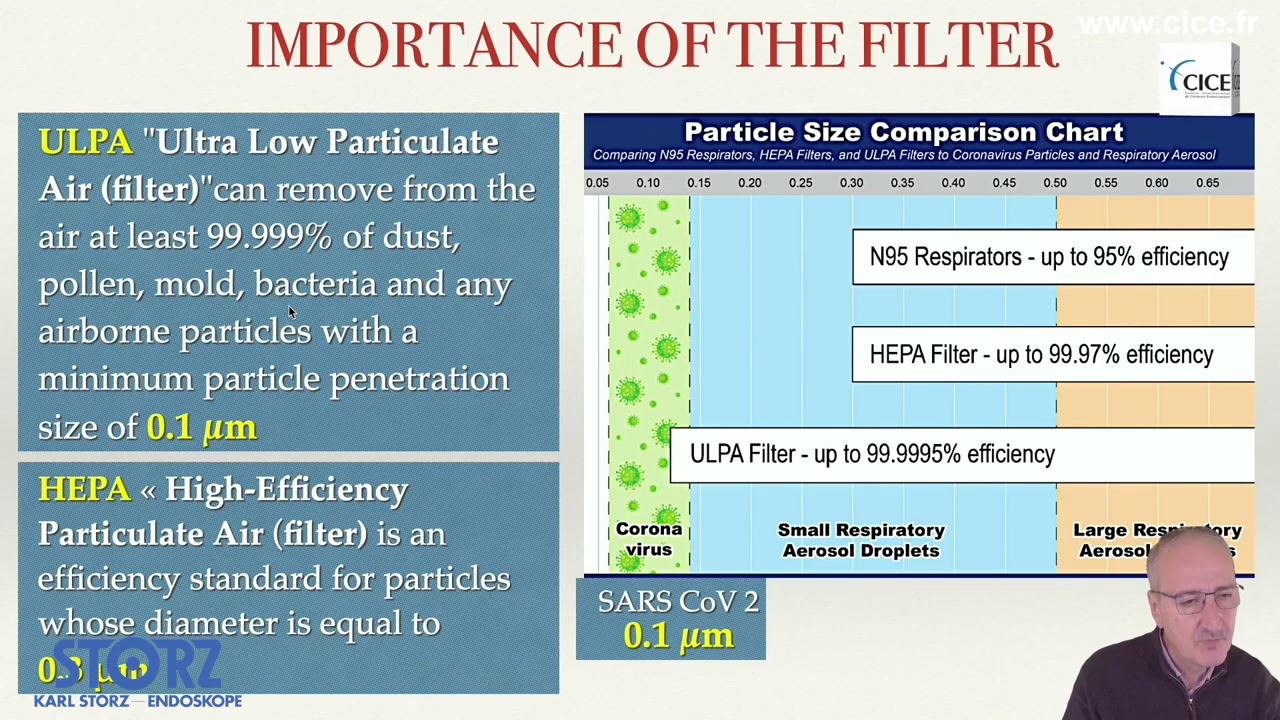 IMPORTANCE OF THE FILTER
www.cice.fr
CICE
ULPA "Ultra Low Particulate
Air (filter)"can remove from the
air at least 99.999% of dust,
pollen, mold, bacteria and any
airborne particles with a
minimum particle penetration
size of 0.1 µm
HEPA « High-Efficiency
Particulate Air (filter) is an
efficiency standard for particles
whose diameter is equal to
0.3 µm
STORZ
KARL STORZ—ENDOSKOPE
Particle Size Comparison Chart
Comparing N95 Respirators, HEPA Filters, and ULPA Filters to Coronavirus Particles and Respiratory Aerosol
0.05 0.10 0.15 0.20 0.25 0.30 0.35 0.40 0.45 0.50 0.55 0.60 0.65
N95 Respirators - up to 95% efficiency
HEPA Filter - up to 99.97% efficiency
ULPA Filter - up to 99.9995% efficiency
Corona
virus
Small Respiratory
Aerosol Droplets
Large
SARS CoV 2
0.1 µm